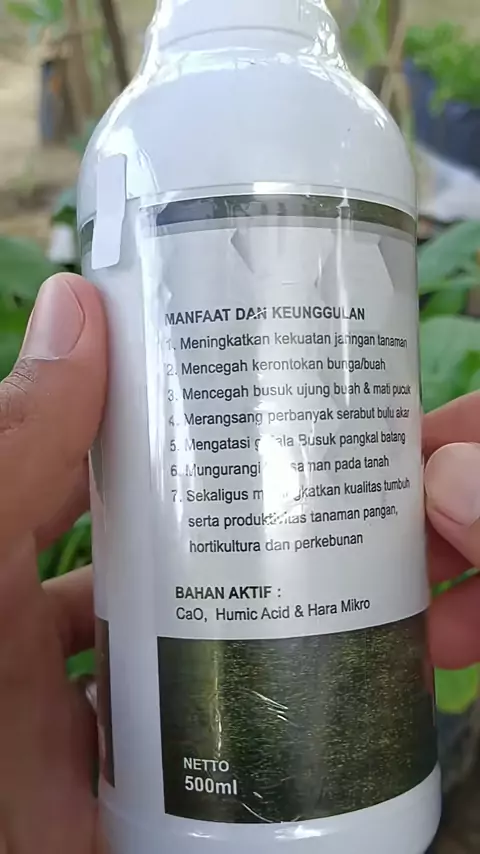 MANFAAT DAN KEUNGGULAN
1. Meningkatkan kekuatan jaringan tanaman
2. Mencegah kerontokan bunga/buah
3. Mencegah busuk ujung buah & mati pucuk
4. Merangsang perbanyak serabut bulu akar
5. Mengatasi Busuk pangkal batang
6. Mungurangi pada tanah
7. Sekaligus kualitas tumbuh
serta produktivitas tanaman pangan,
hortikultura dan perkebunan
BAHAN AKTIF :
CaO, Humic Acid & Hara Mikro
NETTO
500ml